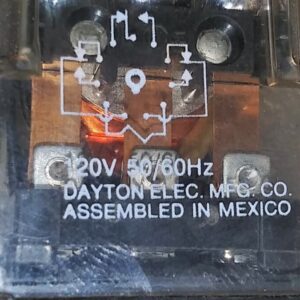 120V 50/60Hz
DAYTON ELEC. MFG. CO.
ASSEMBLED IN MEXICO